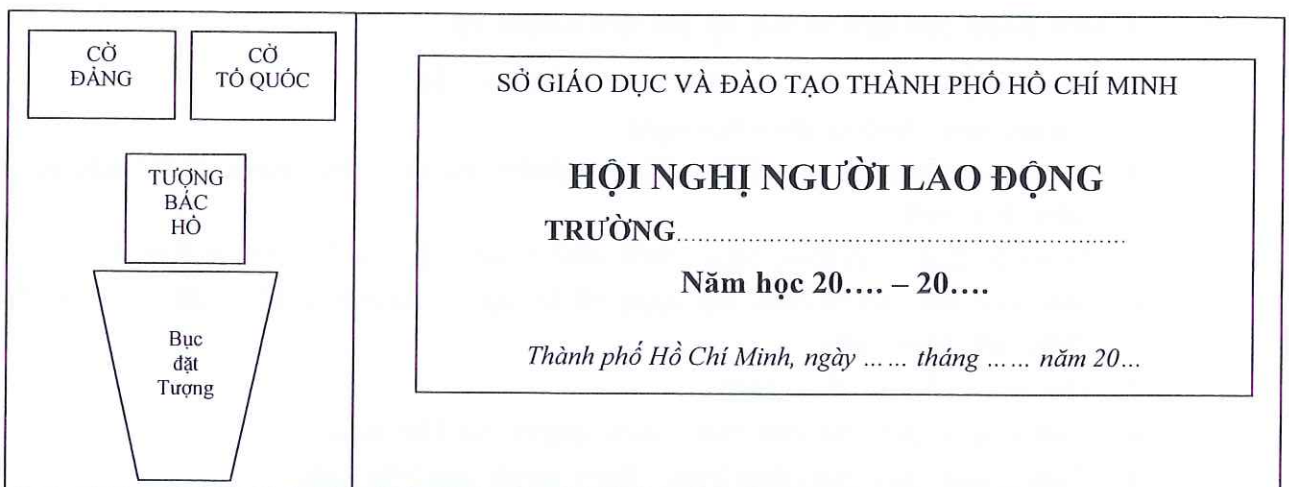 CỜ
ĐẢNG
CỜ
TỔ QUỐC
TƯỢNG
BÁC
HỒ
Bục
đặt
Tượng
SỞ GIÁO DỤC VÀ ĐÀO TẠO THÀNH PHỐ HỒ CHÍ MINH
HỘI NGHỊ NGƯỜI LAO ĐỘNG
TRƯỜNG..............................................................
Năm học 20…. – 20….
Thành phố Hồ Chí Minh, ngày …… tháng …… năm 20…